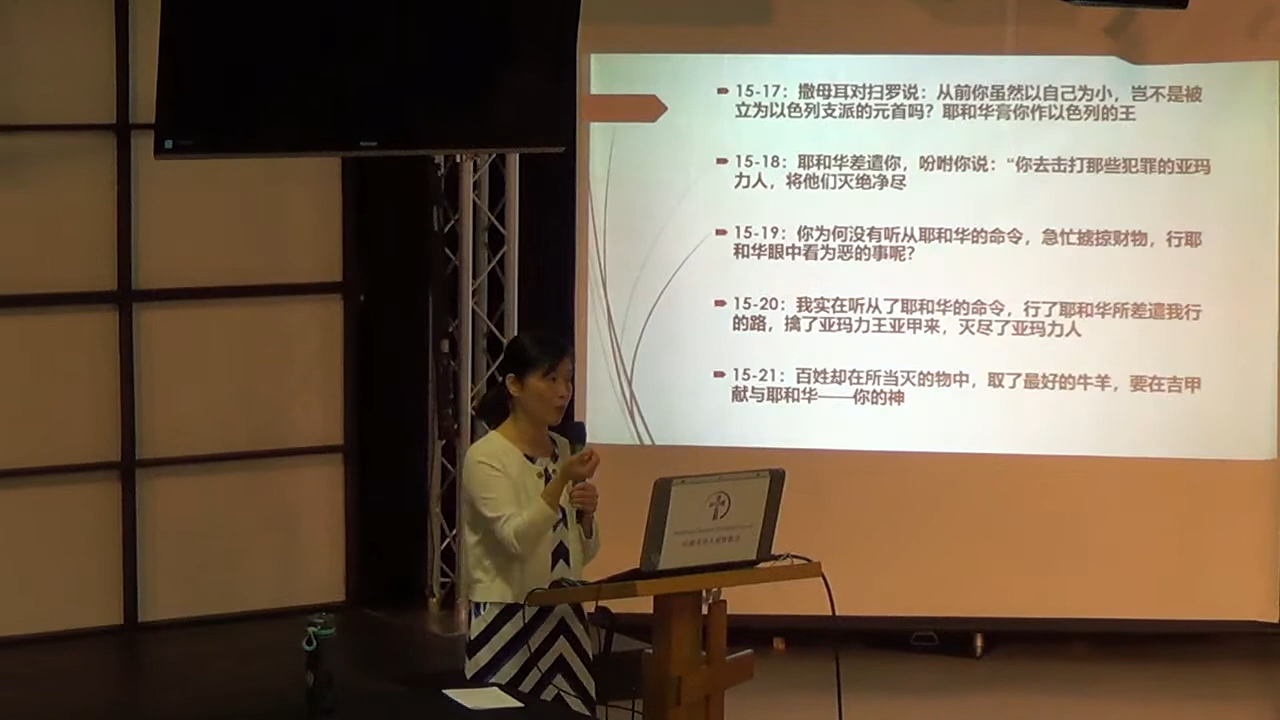 15-17：撒母耳对扫罗说：从前你虽然以自己为小，岂不是被
立为以色列支派的元首吗？耶和华膏你作以色列的王
15-18：耶和华差遣你，吩咐你说：“你去击打那些犯罪的亚玛
力人，将他们灭绝净尽
15-19：你为何没有听从耶和华的命令，急忙掳掠财物，行耶
和华眼中看为恶的事呢？
15-20：我实在听从了耶和华的命令，行了耶和华所差遣我行
的路，擒了亚玛力王亚甲来，灭尽了亚玛力人
15-21：百姓却在所当灭的物中，取了最好的牛羊，要在吉甲
献与耶和华——你的神